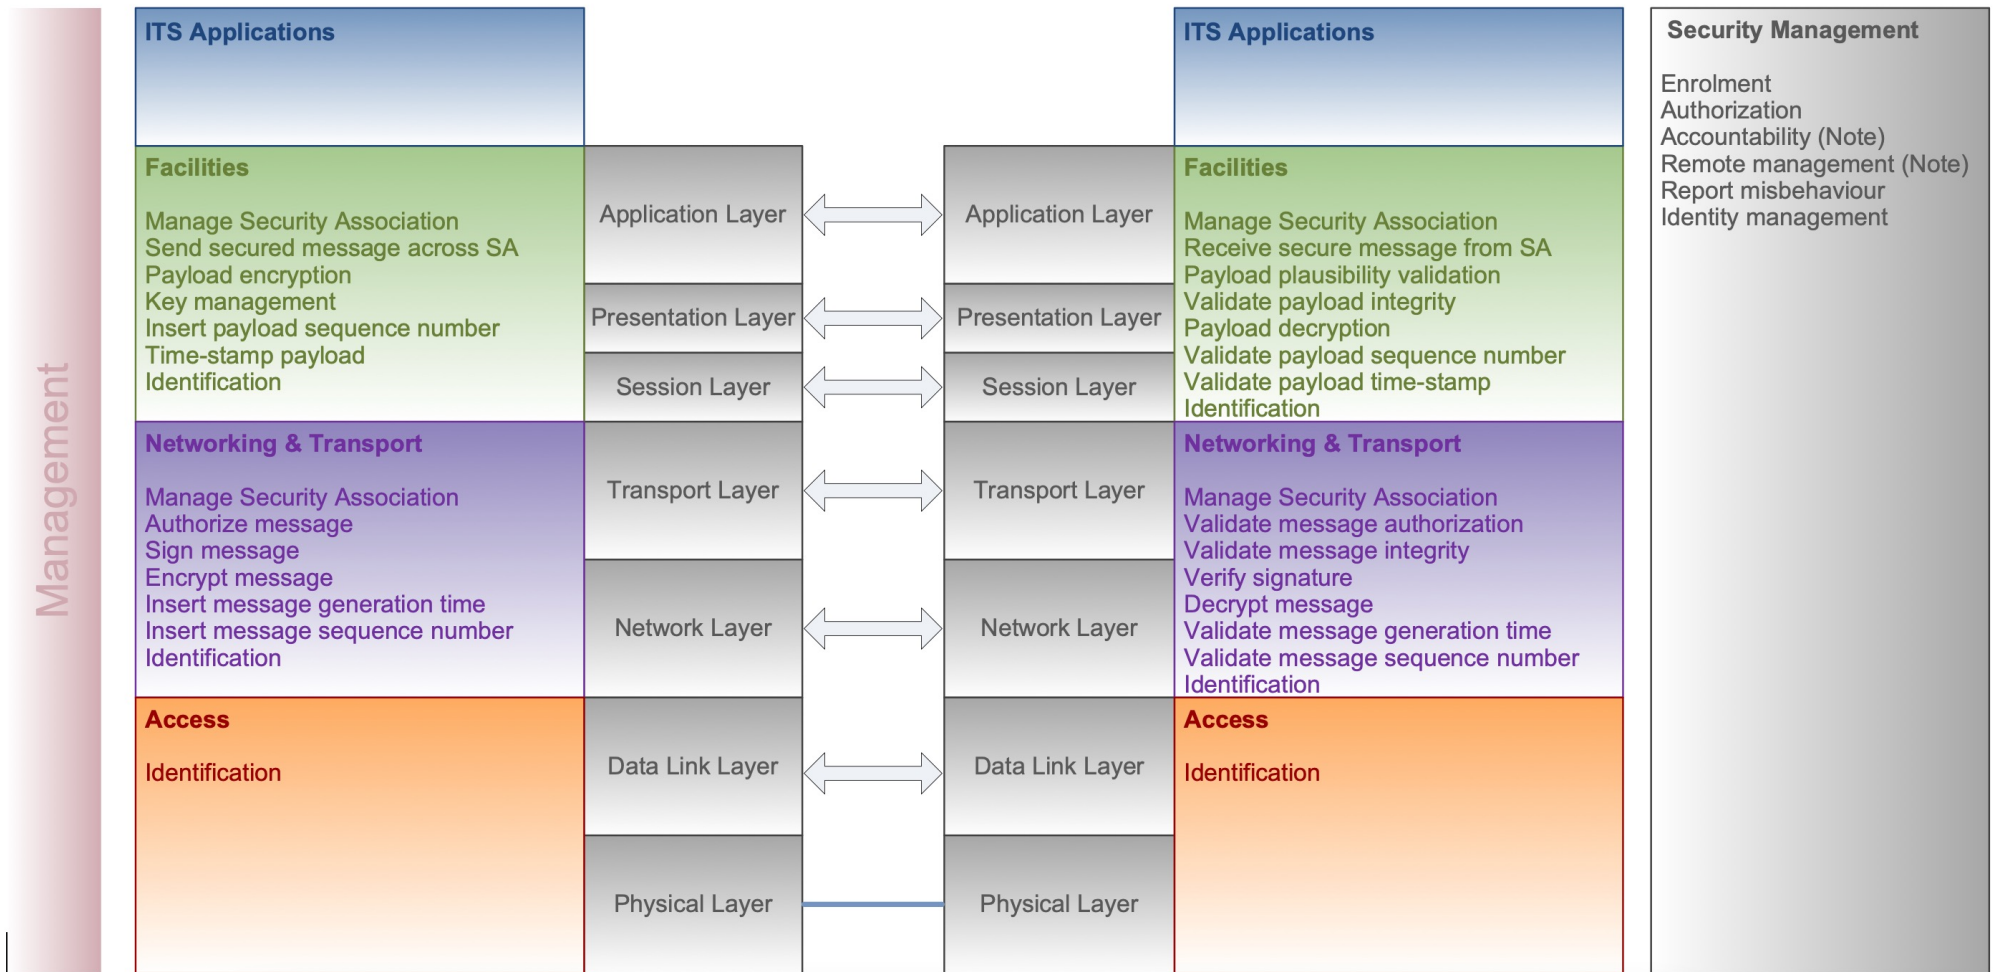 Management
ITS Applications
Facilities
Manage Security Association
Send secured message across SA
Payload encryption
Key management
Insert payload sequence number
Time-stamp payload
Identification
Networking & Transport
Manage Security Association
Authorize message
Sign message
Encrypt message
Insert message generation time
Insert message sequence number
Identification
Access
Identification
Application Layer
Presentation Layer
Session Layer
Transport Layer
Network Layer
Data Link Layer
Physical Layer
Application Layer
Presentation Layer
Session Layer
Transport Layer
Network Layer
Data Link Layer
Physical Layer
ITS Applications
Facilities
Manage Security Association
Receive secure message from SA
Payload plausibility validation
Validate payload integrity
Payload decryption
Validate payload sequence number
Validate payload time-stamp
Identification
Networking & Transport
Manage Security Association
Validate message authorization
Validate message integrity
Verify signature
Decrypt message
Validate message generation time
Validate message sequence number
Identification
Access
Identification
Security Management
Enrolment
Authorization
Accountability (Note)
Remote management (Note)
Report misbehaviour
Identity management